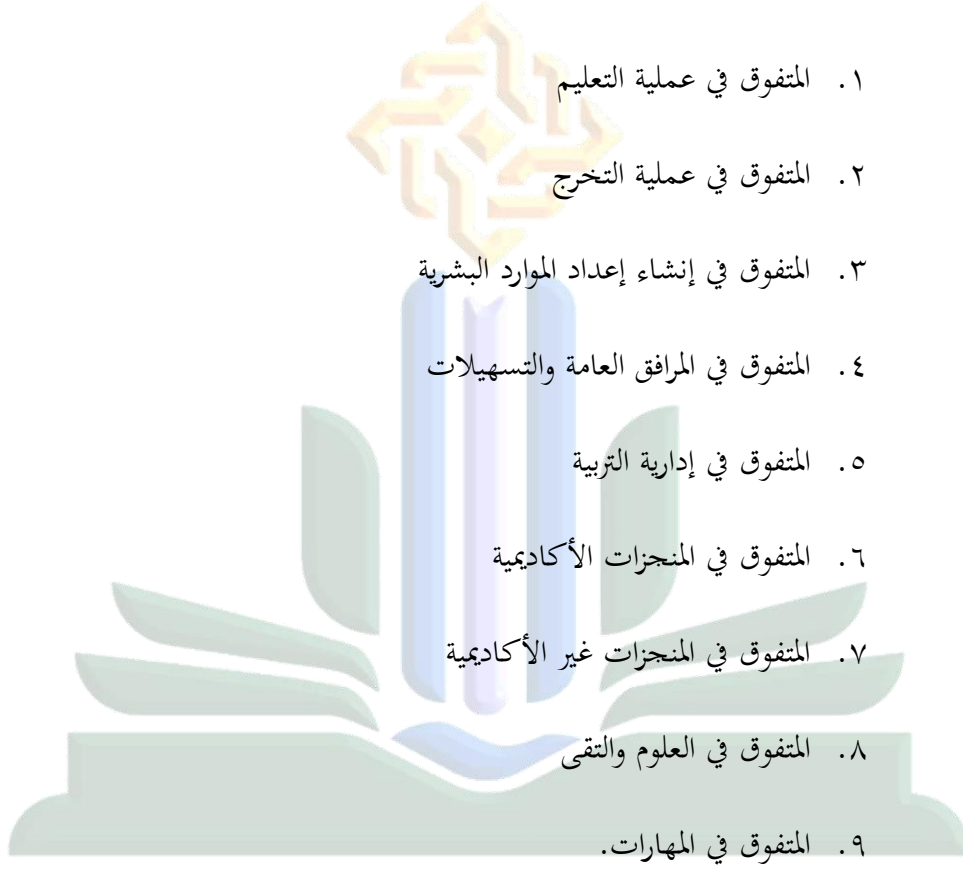 ١. المتفوق في عملية التعليم
٢. المتفوق في عملية التخرج
٣. المتفوق في إنشاء إعداد الموارد البشرية
٤. المتفوق في المرافق العامة والتسهيلات
٥. المتفوق في إدارية التربية
٦. المتفوق في المنجزات الأكاديمية
٧. المتفوق في المنجزات غير الأكاديمية
٨. المتفوق في العلوم والتقى
٩. المتفوق في المهارات.